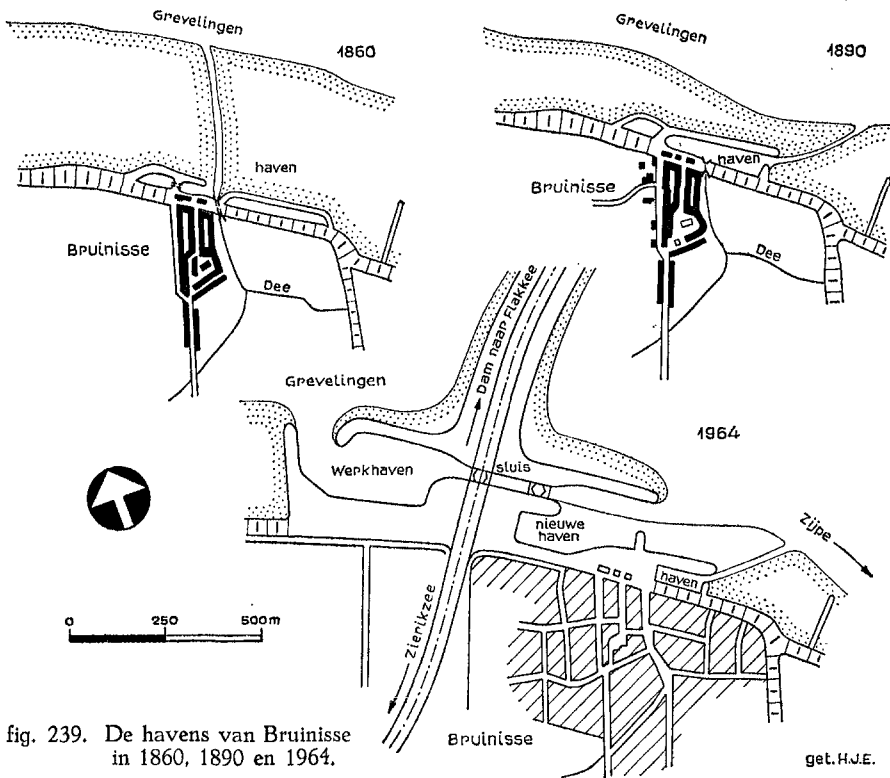 Grevelingen
1860
haven
Bruinisse
Dee
Grevelingen
1890
haven
Bruinisse
Dee
Grevelingen
Dam naar Flakkee
1964
Werkhaven
sluis
nieuwe
haven
Zijpe
haven
Zierikzee
Bruinisse
0 250 500m
fig. 239. De havens van Bruinisse
in 1860, 1890 en 1964.
get. H.J.E.